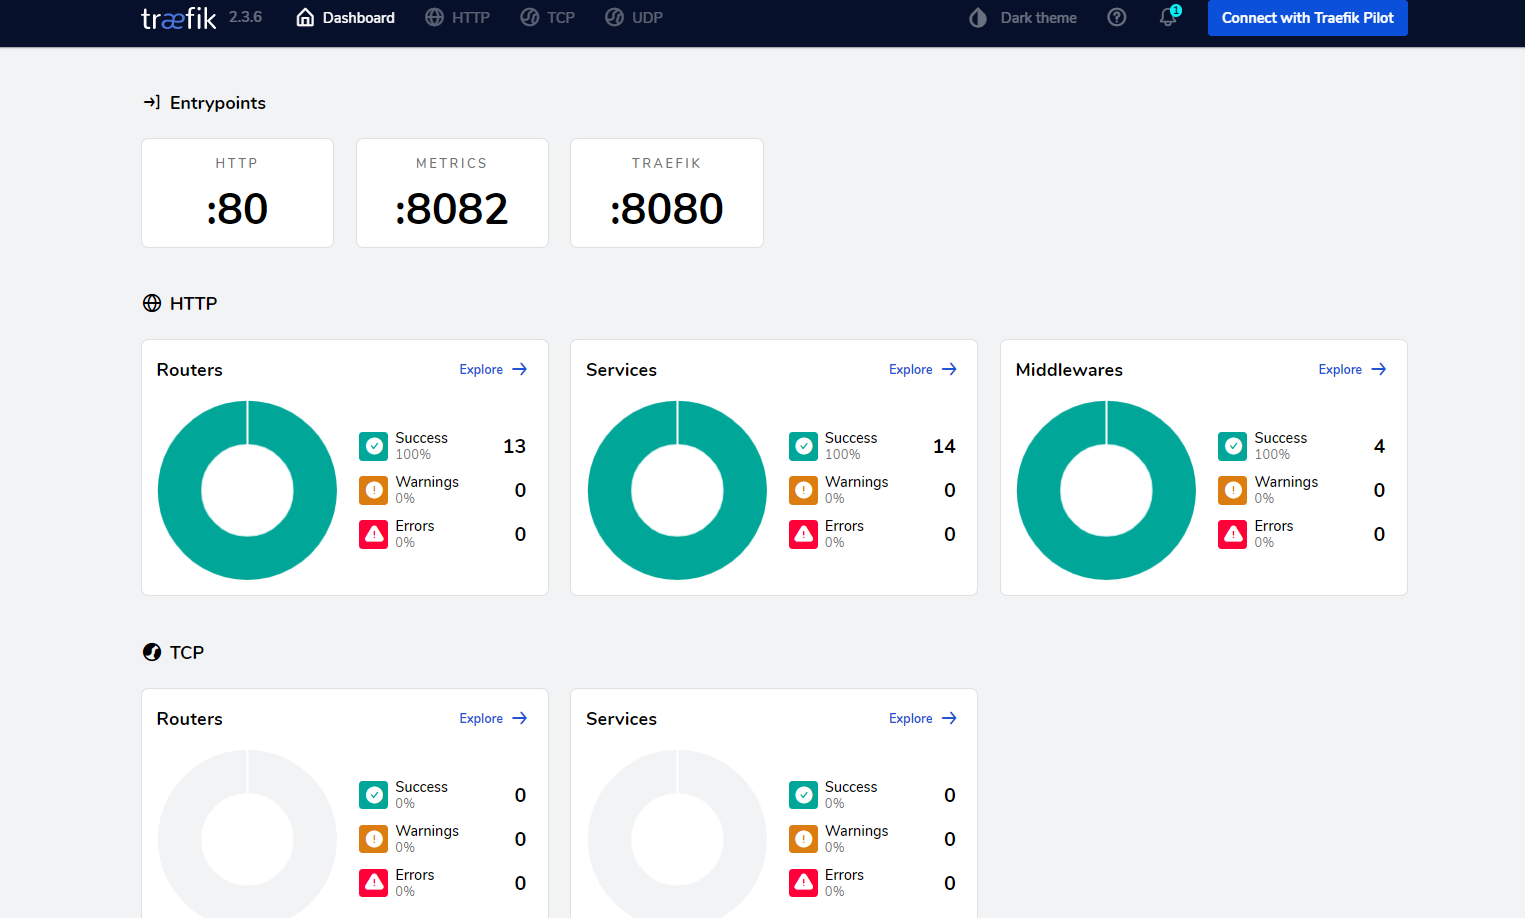 træfik 2.3.6 Dashboard HTTP TCP UDP Dark theme 1 Connect with Traefik Pilot
Entrypoints
HTTP METRICS TRAEFIK
:80 :8082 :8080
HTTP
Routers Explore
Success 13
100%
Warnings 0
0%
Errors 0
0%
Services Explore
Success 14
100%
Warnings 0
0%
Errors 0
0%
Middlewares Explore
Success 4
100%
Warnings 0
0%
Errors 0
0%
TCP
Routers Explore
Success 0
0%
Warnings 0
0%
Errors 0
0%
Services Explore
Success 0
0%
Warnings 0
0%
Errors 0
0%